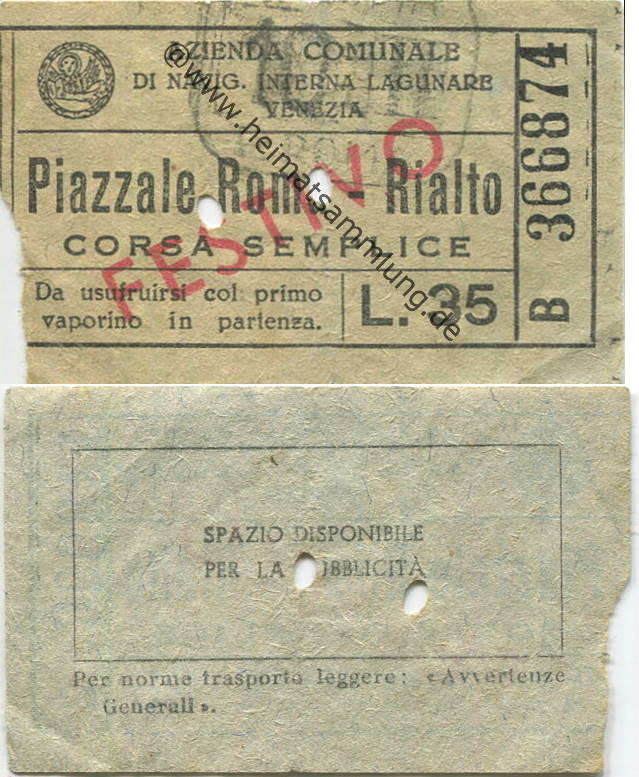 AZIENDA COMUNALE
DI NAVIG. INTERNA LAGUNARE
VENEZIA
Piazzale Roma - Rialto
CORSA SEMPLICE
FESTIVO
Da usufruirsi col primo
vaporino in partenza.
L. 35
B 366874
@www.heimatsammlung.de
SPAZIO DISPONIBILE
PER LA PUBBLICITÀ
Per norme trasporto leggere: «Avvertenze
Generali».